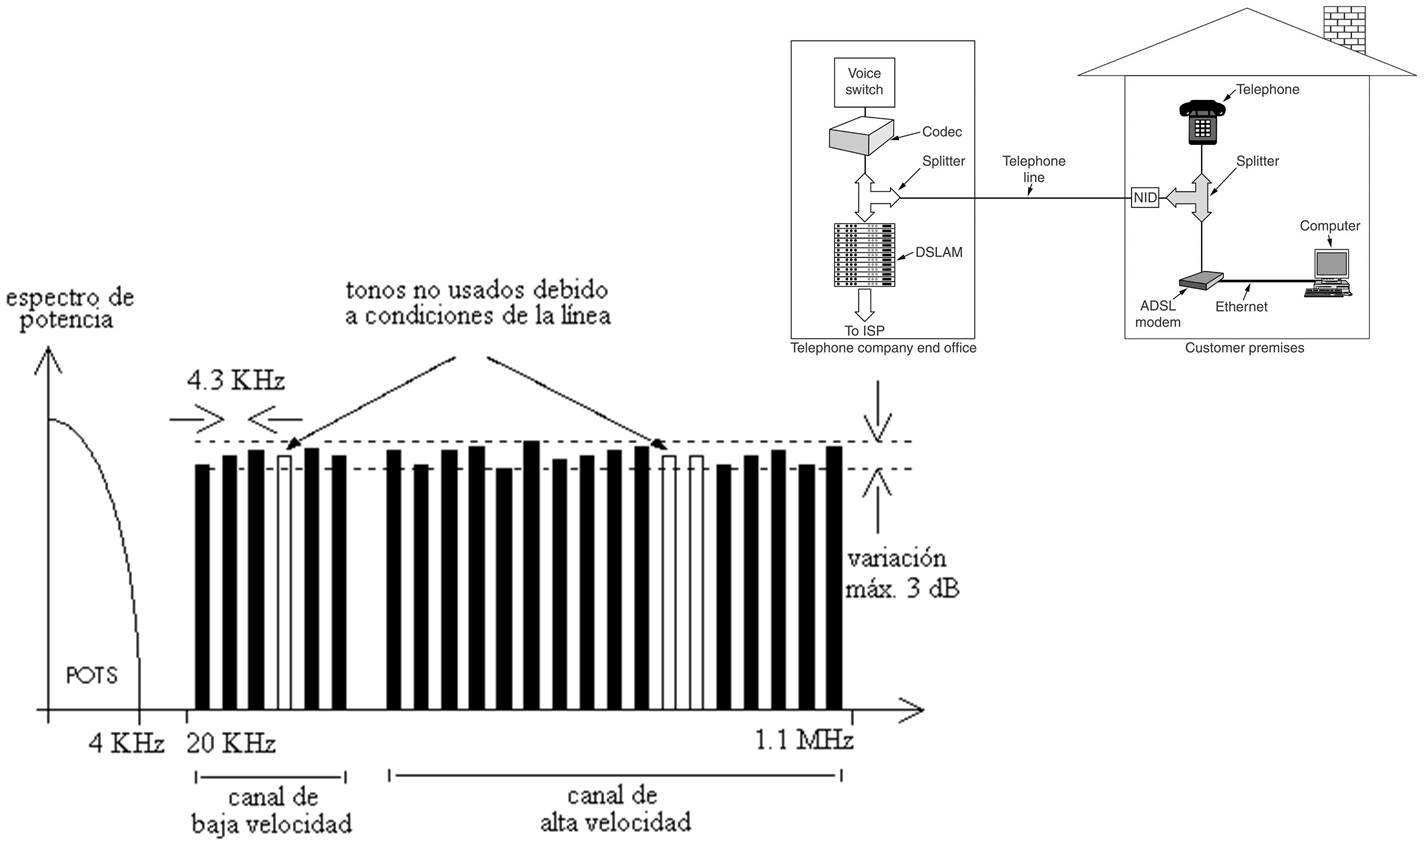 Voice
switch
Codec
Splitter
DSLAM
To ISP
Telephone company end office
Telephone
line
NID
Telephone
Splitter
Computer
ADSL
modem
Ethernet
Customer premises
espectro de
potencia
tonos no usados debido
a condiciones de la línea
4.3 KHz
variación
máx. 3 dB
POTS
4 KHz
20 KHz
1.1 MHz
canal de
baja velocidad
canal de
alta velocidad